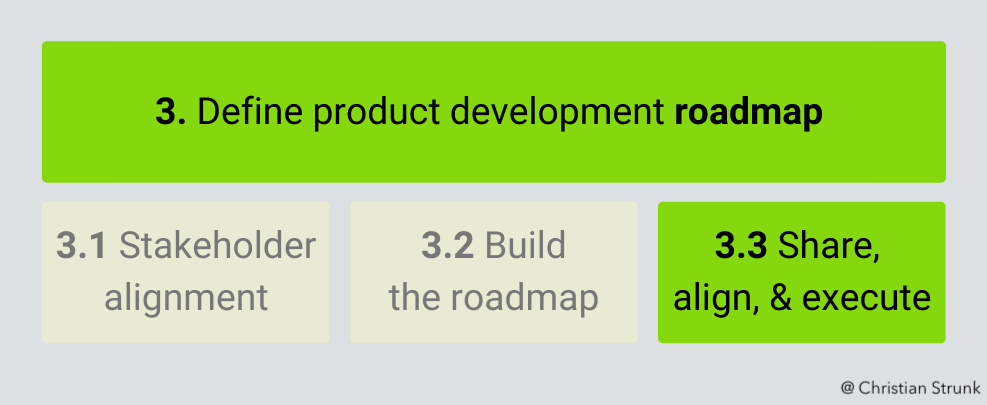 3. Define product development roadmap
3.1 Stakeholder
alignment
3.2 Build
the roadmap
3.3 Share,
align, & execute
@ Christian Strunk